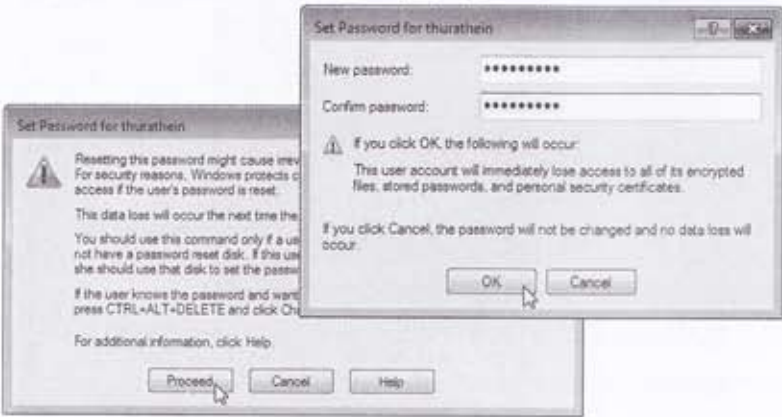 Set Password for thurathein
Resetting this password might cause
For security reasons, Windows protects
access if the user's password is reset.
This data loss will occur the next time the
You should use this command only if a
not have a password reset disk. If this
she should use that disk to set the
If the user knows the password and
press CTRL+ALT+DELETE and click
For additional information, click Help.
Proceed
Cancel
Help
Set Password for thurathein
New password:
Confirm password:
If you click OK, the following will occur:
This user account will immediately lose access to all of its encrypted
files, stored passwords, and personal security certificates.
If you click Cancel, the password will not be changed and no data loss will
occur.
OK
Cancel